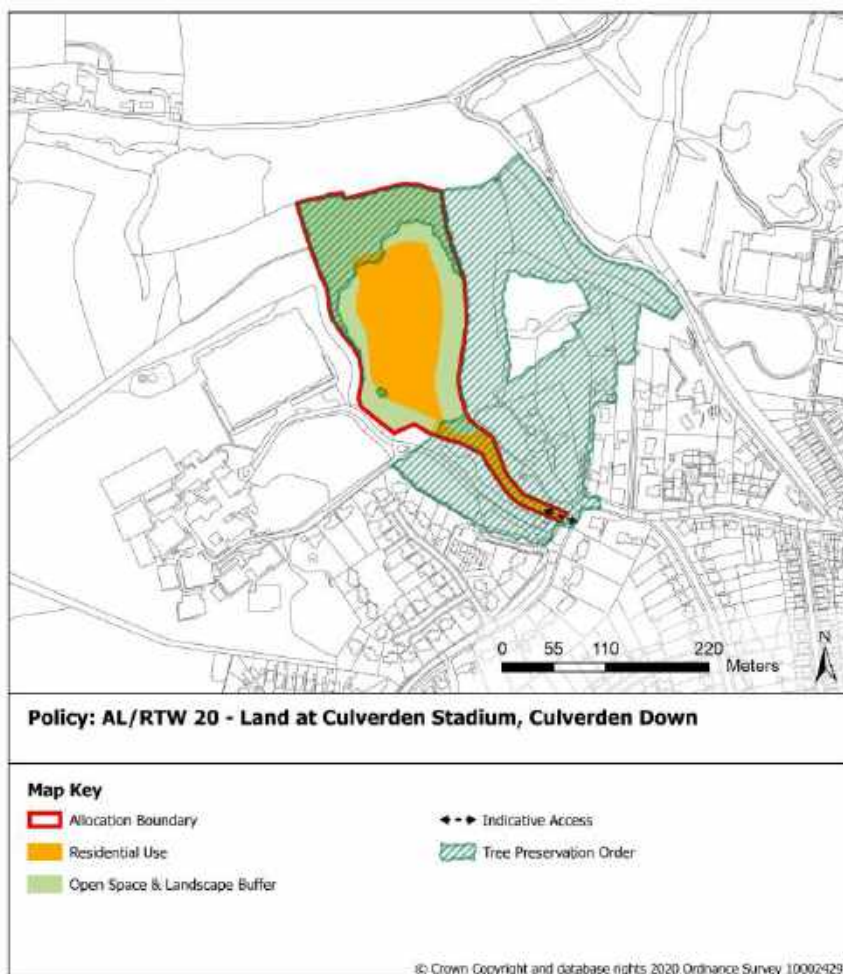 0 55 110 220
Meters
N
Policy: AL/RTW 20 - Land at Culverden Stadium, Culverden Down
Map Key
Allocation Boundary
Residential Use
Open Space & Landscape Buffer
Indicative Access
Tree Preservation Order
© Crown Copyright and database rights 2020 Ordnance Survey 10002429